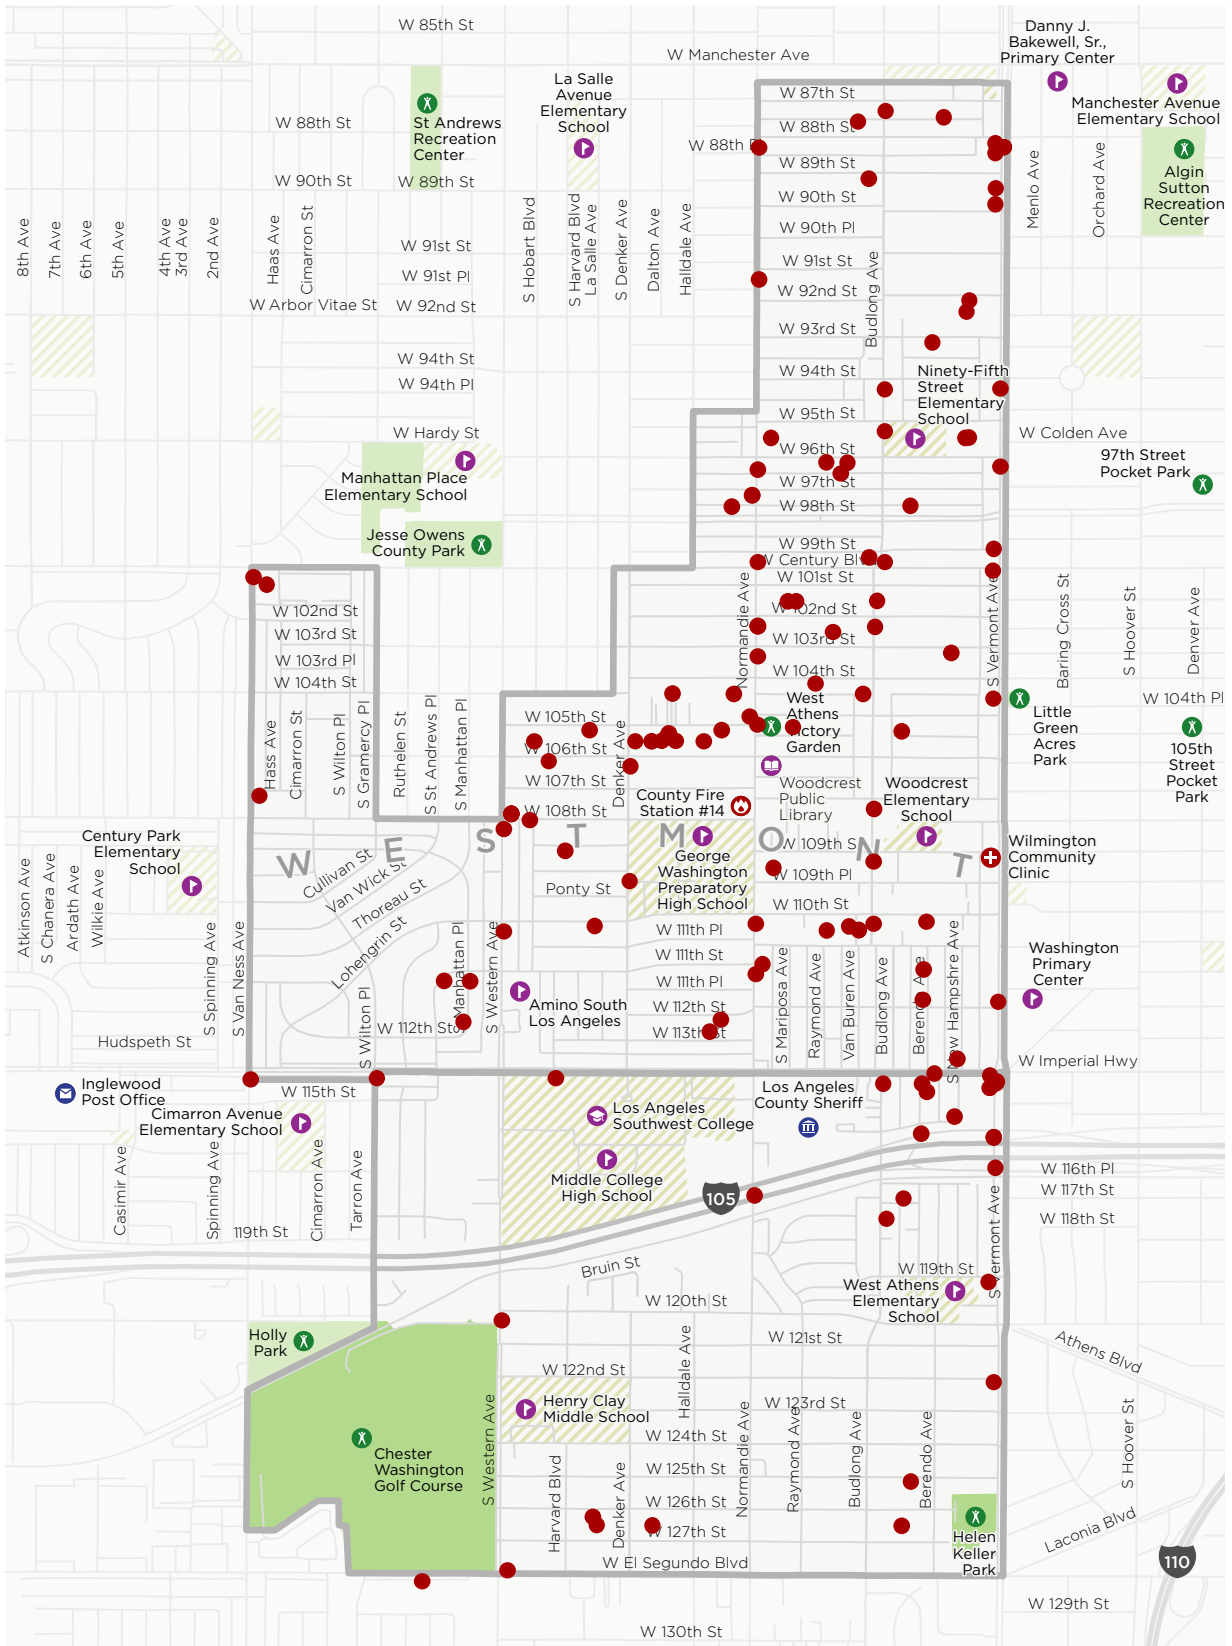 W 85th St
W Manchester Ave
Danny J.
Bakewell, Sr.,
Primary Center
La Salle
Avenue
Elementary
School
W 87th St
W 88th St
St Andrews
Recreation
Center
Manchester Avenue
Elementary School
W 88th St
W 88th P
W 89th St
W 90th St
W 89th St
W 90th St
Algin
Sutton
Recreation
Center
Menlo Ave
Orchard Ave
W 90th Pl
8th Ave
7th Ave
6th Ave
5th Ave
4th Ave
3rd Ave
2nd Ave
Haas Ave
Cimarron St
W 91st St
W 91st Pl
W Arbor Vitae St
W 92nd St
S Hobart Blvd
S Harvard Blvd
La Salle Ave
S Denker Ave
Dalton Ave
Halldale Ave
W 91st St
W 92nd St
Budlong Ave
W 93rd St
W 94th St
W 94th Pl
W 94th St
Ninety-Fifth
Street
Elementary
School
W 95th St
W Hardy St
W Colden Ave
W 96th St
97th Street
Pocket Park
Manhattan Place
Elementary School
W 97th St
W 98th St
Jesse Owens
County Park
W 99th St
W Century Blv
W 101st St
W 102nd St
W 102nd St
W 103rd St
W 103rd St
W 103rd Pl
W 104th St
W 104th St
Normandie Ave
S Vermont Ave
Baring Cross St
S Hoover St
Denver Ave
W 104th Pl
Hass Ave
Cimarron St
S Wilton Pl
S Gramercy Pl
Ruthelen St
S St Andrews Pl
S Manhattan Pl
W 105th St
W 106th St
W 107th St
W 108th St
Denker Ave
West
Athens
Victory
Garden
Little
Green
Acres
Park
105th
Street
Pocket
Park
Woodcrest
Public
Library
Woodcrest
Elementary
School
County Fire
Station #14
Century Park
Elementary
School
W E S T M O N T
W 109th S
Wilmington
Community
Clinic
George
Washington
Preparatory
High School
W 109th Pl
Cullivan St
Van Wick St
Thoreau St
Lohengrin St
Ponty St
W 110th St
Atkinson Ave
S Chanera Ave
Ardath Ave
Wilkie Ave
S Spinning Ave
S Van Ness Ave
S Wilton Pl
S Manhattan Pl
S Western Ave
W 111th Pl
W 111th St
W 111th Pl
W 112th St
W 113th St
Amino South
Los Angeles
W 112th St
S Mariposa Ave
Raymond Ave
Van Buren Ave
Budlong Ave
Berendo Ave
S New Hampshire Ave
Washington
Primary
Center
Hudspeth St
W Imperial Hwy
Inglewood
Post Office
W 115th St
Cimarron Avenue
Elementary School
Los Angeles
Southwest College
Los Angeles
County Sheriff
Middle College
High School
105
W 116th Pl
W 117th St
W 118th St
Casimir Ave
Spinning Ave
Cimarron Ave
Tarron Ave
119th St
Bruin St
W 119th St
S Vermont Ave
West Athens
Elementary
School
W 120th St
Holly
Park
W 121st St
Athens Blvd
W 122nd St
Halldale Ave
Henry Clay
Middle School
W 123rd St
W 124th St
S Western Ave
Chester
Washington
Golf Course
W 125th St
W 126th St
W 127th St
Harvard Blvd
Denker Ave
Normandie Ave
Raymond Ave
Budlong Ave
Berendo Ave
S Hoover St
Helen
Keller
Park
Laconia Blvd
W El Segundo Blvd
110
W 129th St
W 130th St